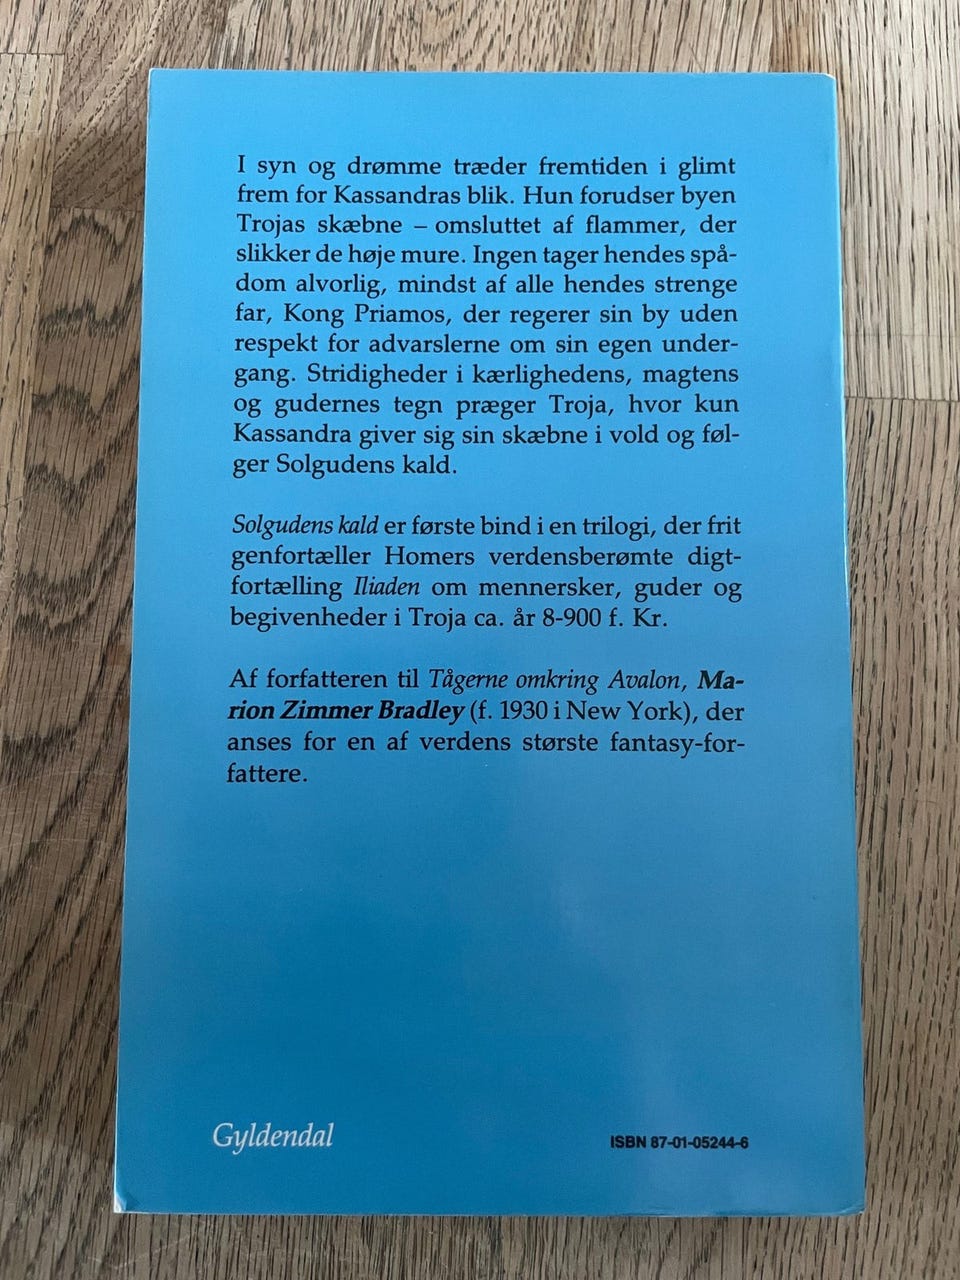 I syn og drømme træder fremtiden i glimt
frem for Kassandras blik. Hun forudser byen
Trojas skæbne – omsluttet af flammer, der
slikker de høje mure. Ingen tager hendes spå-
dom alvorlig, mindst af alle hendes strenge
far, Kong Priamos, der regerer sin by uden
respekt for advarslerne om sin egen under-
gang. Stridigheder i kærlighedens, magtens
og gudernes tegn præger Troja, hvor kun
Kassandra giver sig sin skæbne i vold og føl-
ger Solgudens kald.
Solgudens kald er første bind i en trilogi, der frit
genfortæller Homers verdensberømte digt-
fortælling Iliaden om mennersker, guder og
begivenheder i Troja ca. år 8-900 f. Kr.
Af forfatteren til Tågerne omkring Avalon, Ma-
rion Zimmer Bradley (f. 1930 i New York), der
anses for en af verdens største fantasy-for-
fattere.
Gyldendal
ISBN 87-01-05244-6